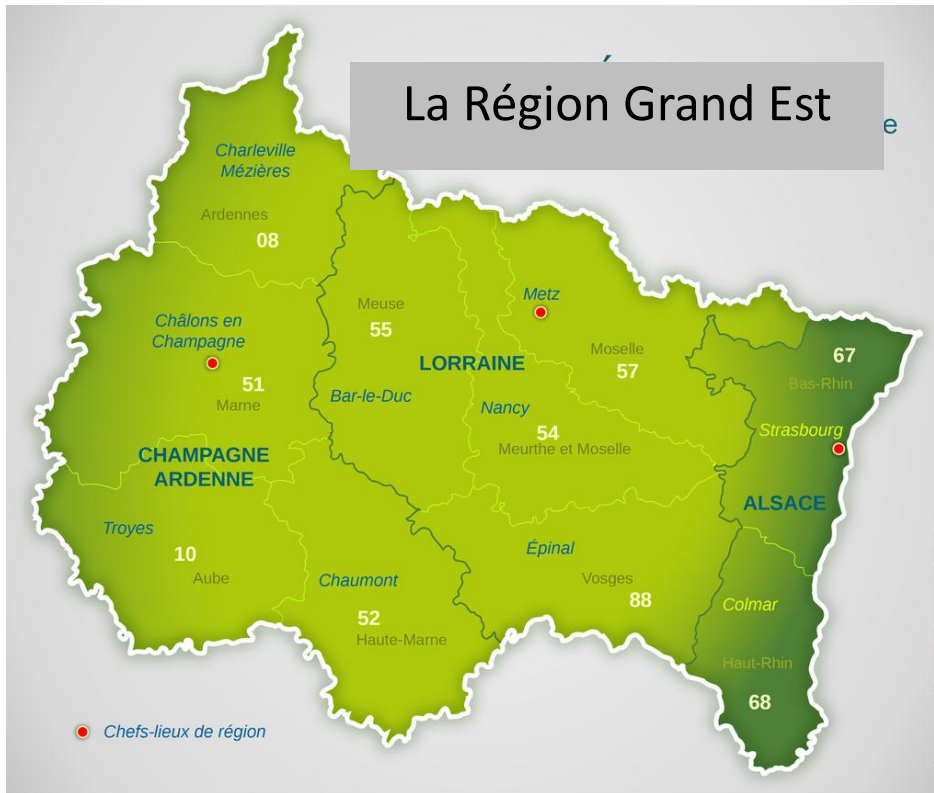 La Région Grand Est
e
Charleville
Mézières
Ardennes
08
Meuse
55
Metz
Châlons en
Champagne
51
Marne
LORRAINE
Moselle
57
67
Bas-Rhin
Bar-le-Duc
Nancy
54
Meurthe et Moselle
Strasbourg
CHAMPAGNE
ARDENNE
ALSACE
Troyes
10
Aube
Épinal
Vosges
88
Chaumont
52
Haute-Marne
Colmar
Haut-Rhin
68
Chefs-lieux de région